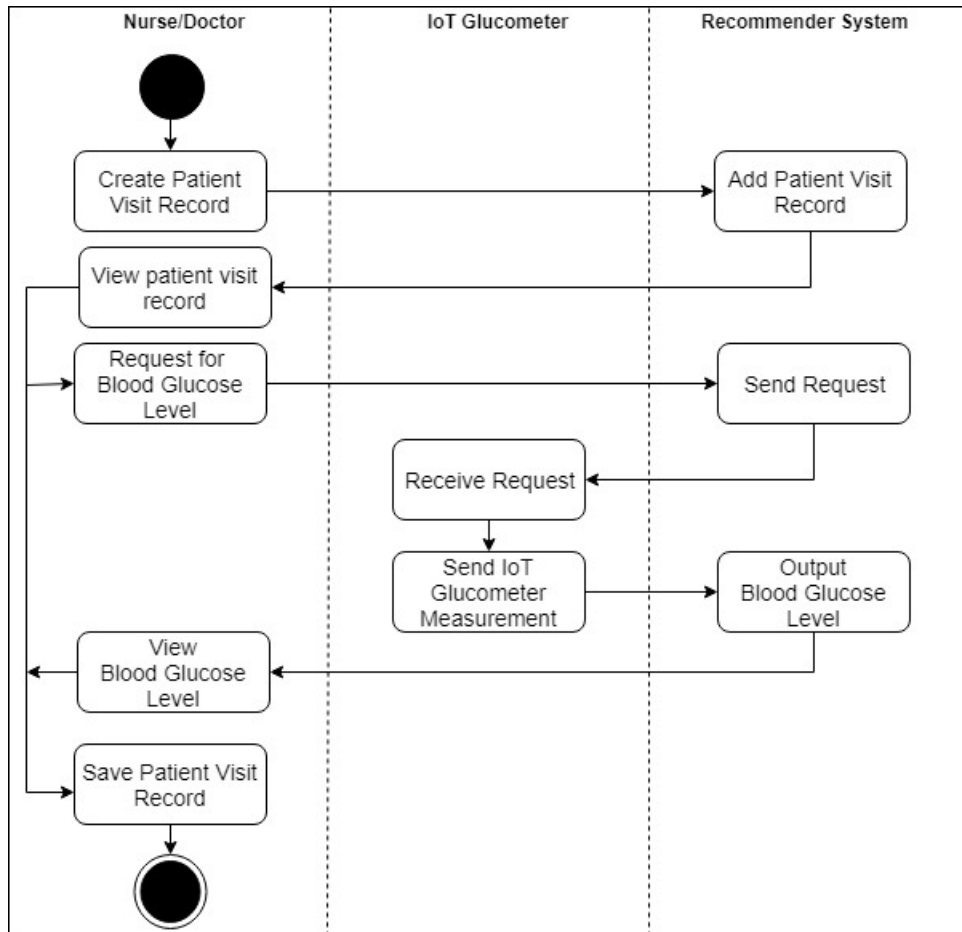 Nurse/Doctor
IoT Glucometer
Recommender System
Create Patient
Visit Record
Add Patient Visit
Record
View patient visit
record
Request for
Blood Glucose
Level
Send Request
Receive Request
Send IoT
Glucometer
Measurement
Output
Blood Glucose
Level
View
Blood Glucose
Level
Save Patient Visit
Record